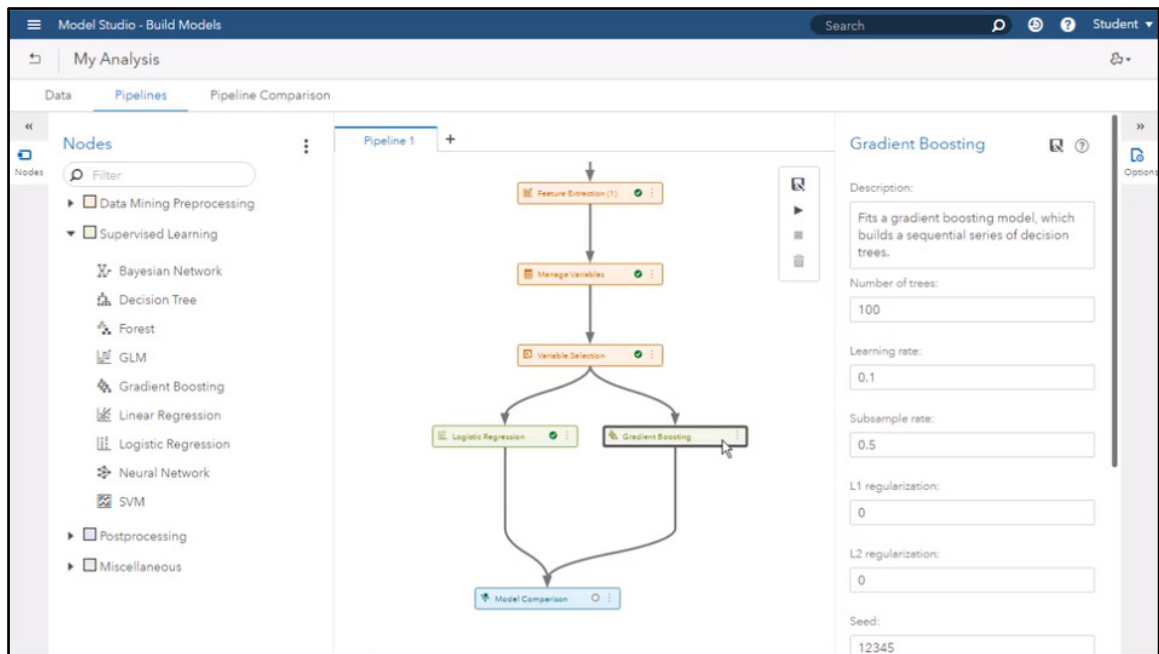 Model Studio - Build Models
Search
Student
My Analysis
Data
Pipelines
Pipeline Comparison
Nodes
Nodes
Filter
Data Mining Preprocessing
Supervised Learning
Bayesian Network
Decision Tree
Forest
GLM
Gradient Boosting
Linear Regression
Logistic Regression
Neural Network
SVM
Postprocessing
Miscellaneous
Pipeline 1
Feature Extraction (1)
Manage Variables
Variable Selection
Logistic Regression
Gradient Boosting
Model Comparison
Gradient Boosting
Description:
Fits a gradient boosting model, which
builds a sequential series of decision
trees.
Number of trees:
100
Learning rate:
0.1
Subsample rate:
0.5
L1 regularization:
0
L2 regularization:
0
Seed:
12345
Options